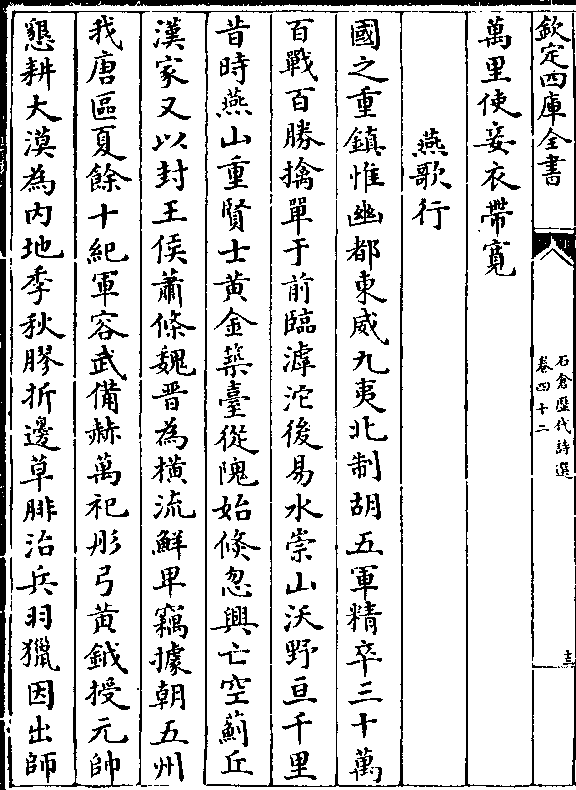 欽定四庫全書
石倉歷代詩選
卷四十二
十三
萬里使妾衣帶寬
燕歌行
國之重鎮惟幽都東威九夷北制胡五軍精卒三十萬
百戰百勝擒單于前臨滹沱後易水崇山沃野亘千里
昔時燕山重賢士黃金築臺從隗始倏忽興亡空薊丘
漢家又以封王侯蕭條魏晉為橫流鮮卑竊據朝五州
我唐區夏餘十紀軍容武備赫萬祀彤弓黃鉞授元帥
懇耕大漠為內地季秋膠折邊草腓治兵羽獵因出師